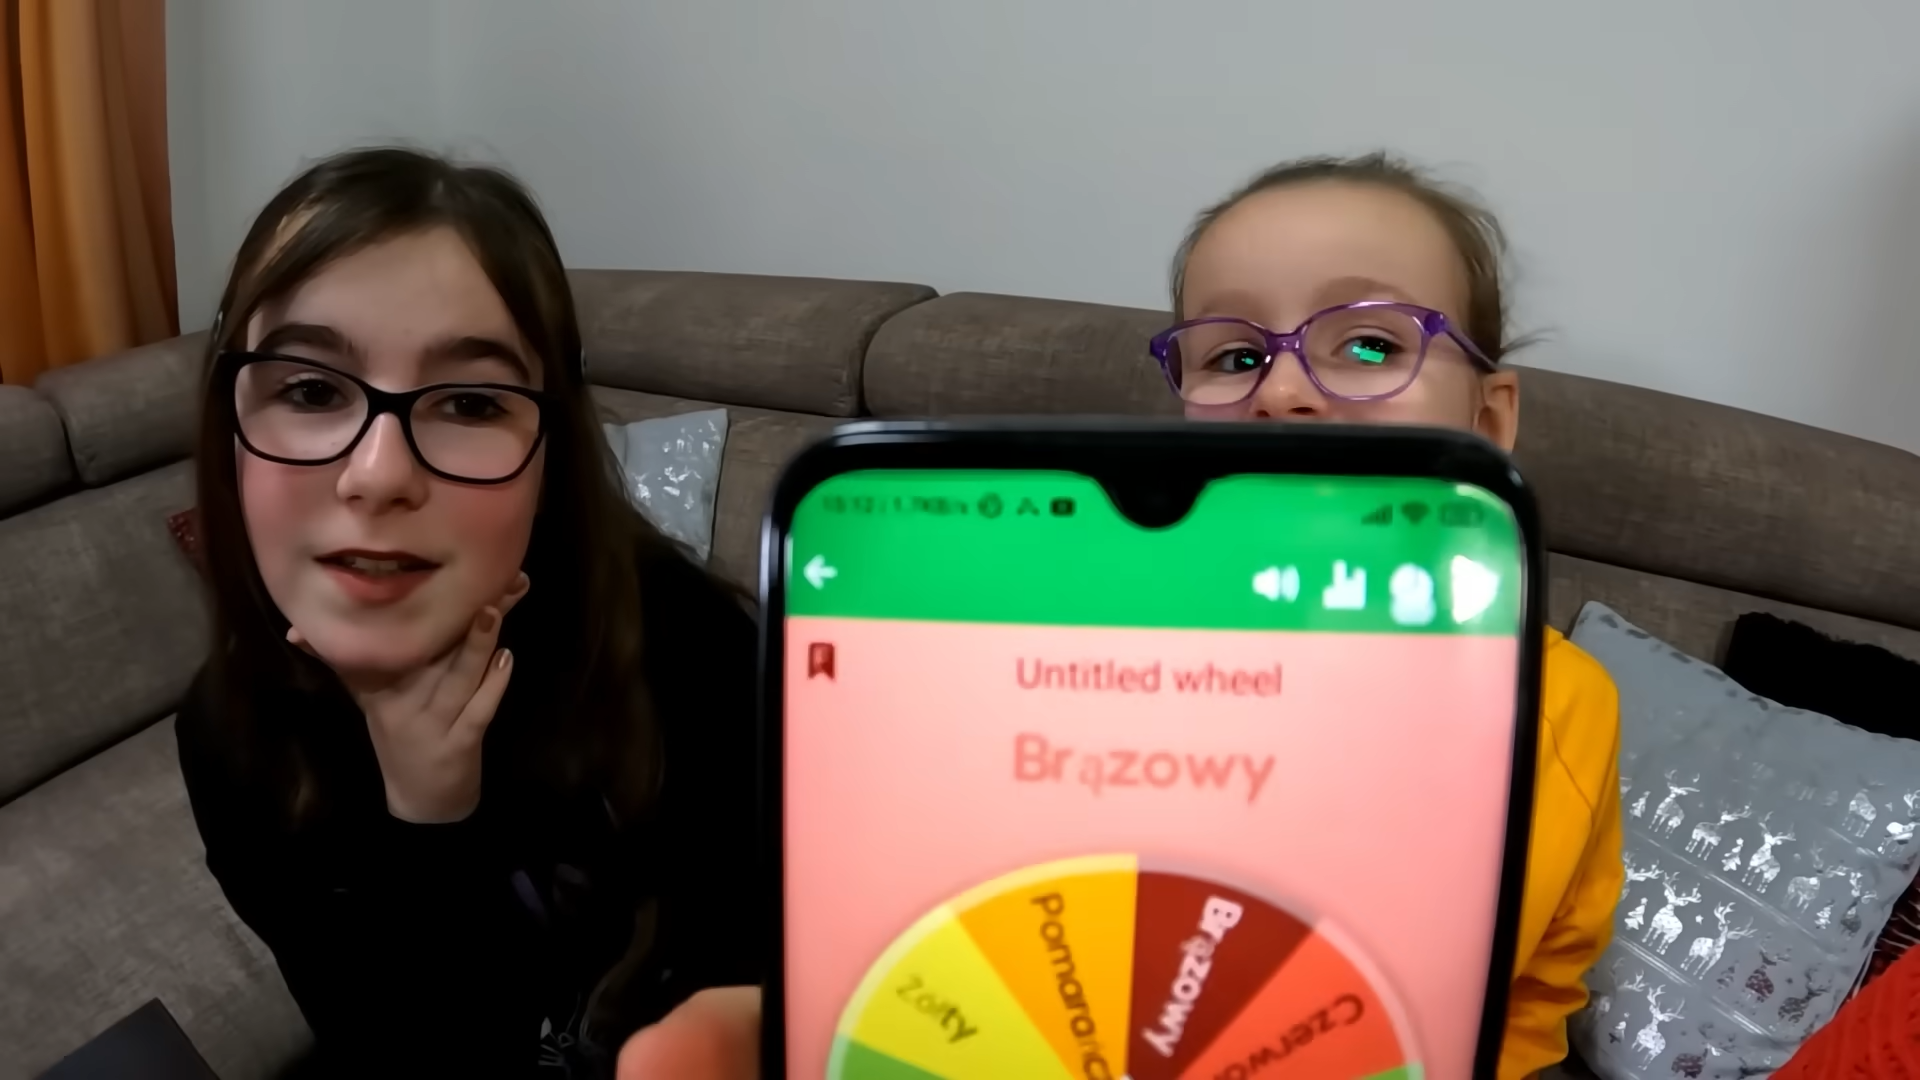 Untitled wheel
Brązowy
Żółty
Pomarańcz
Brązowy
Czerwo